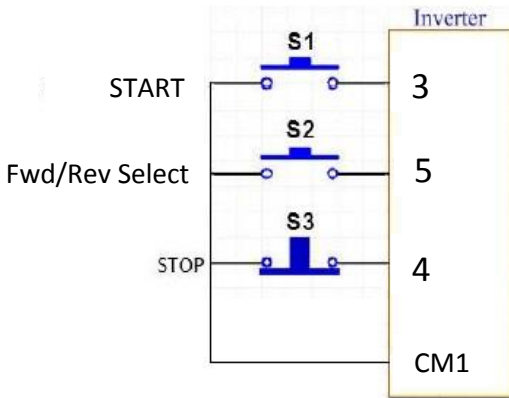 Inverter
S1
START
3
S2
Fwd/Rev Select
5
S3
STOP
4
CM1